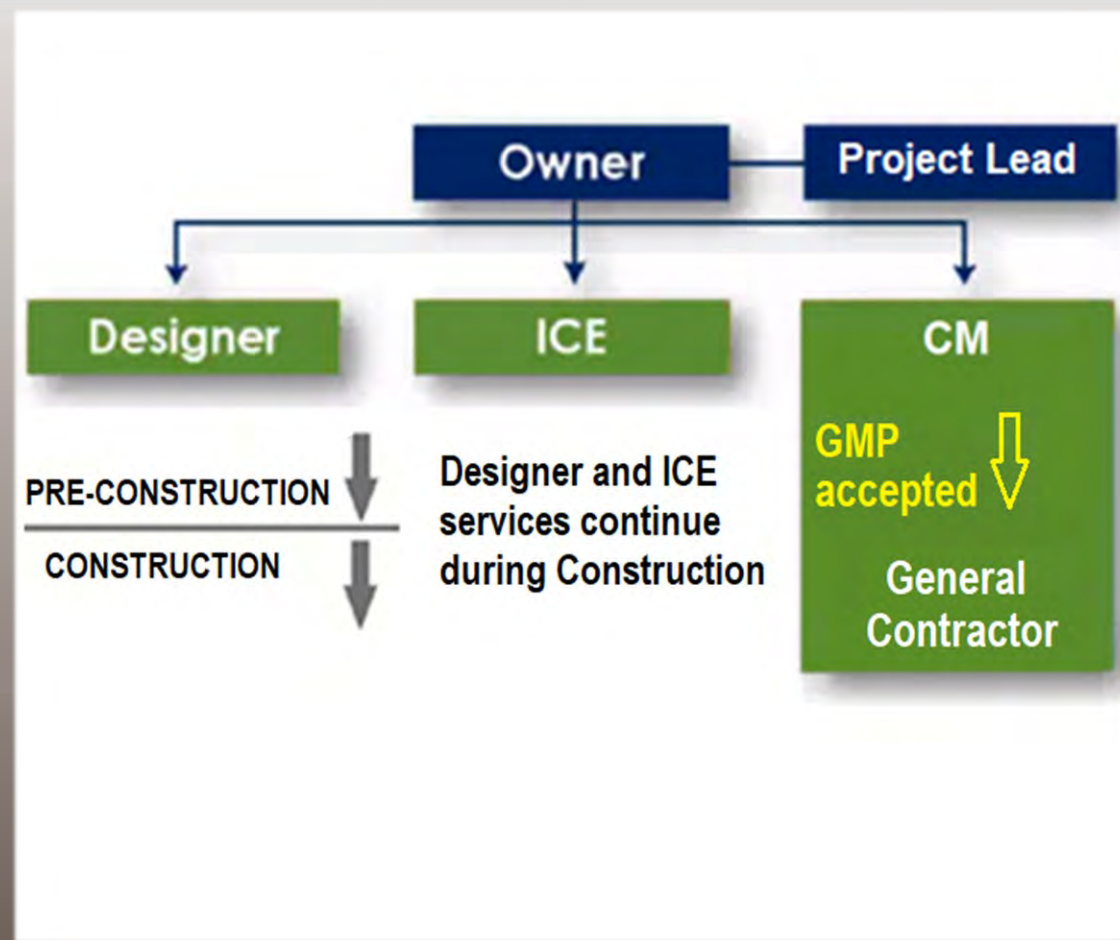 Owner
Project Lead
Designer
ICE
CM
PRE-CONSTRUCTION
CONSTRUCTION
Designer and ICE
services continue
during Construction
GMP
accepted
General
Contractor